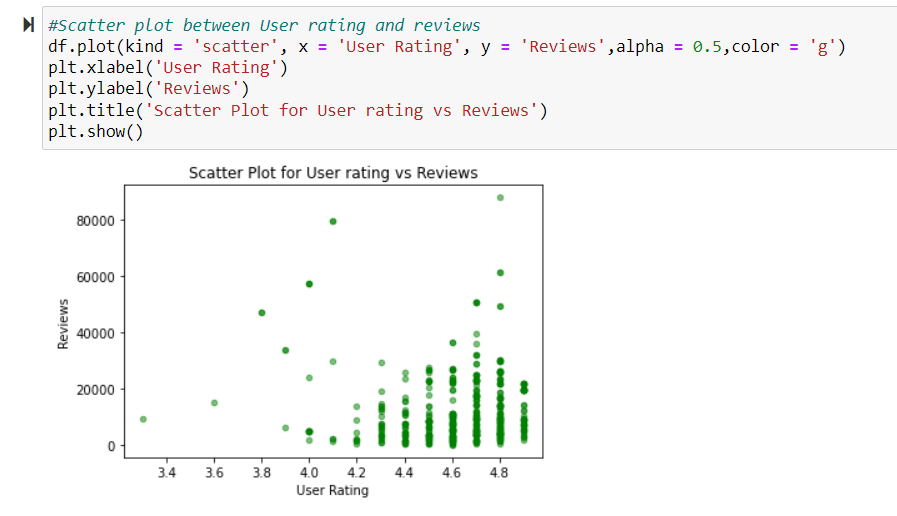 #Scatter plot between User rating and reviews
df.plot(kind = 'scatter', x = 'User Rating', y = 'Reviews',alpha = 0.5,color = 'g')
plt.xlabel('User Rating')
plt.ylabel('Reviews')
plt.title('Scatter Plot for User rating vs Reviews')
plt.show()
Scatter Plot for User rating vs Reviews
80000
60000
40000
20000
0
Reviews
3.4 3.6 3.8 4.0 4.2 4.4 4.6 4.8
User Rating